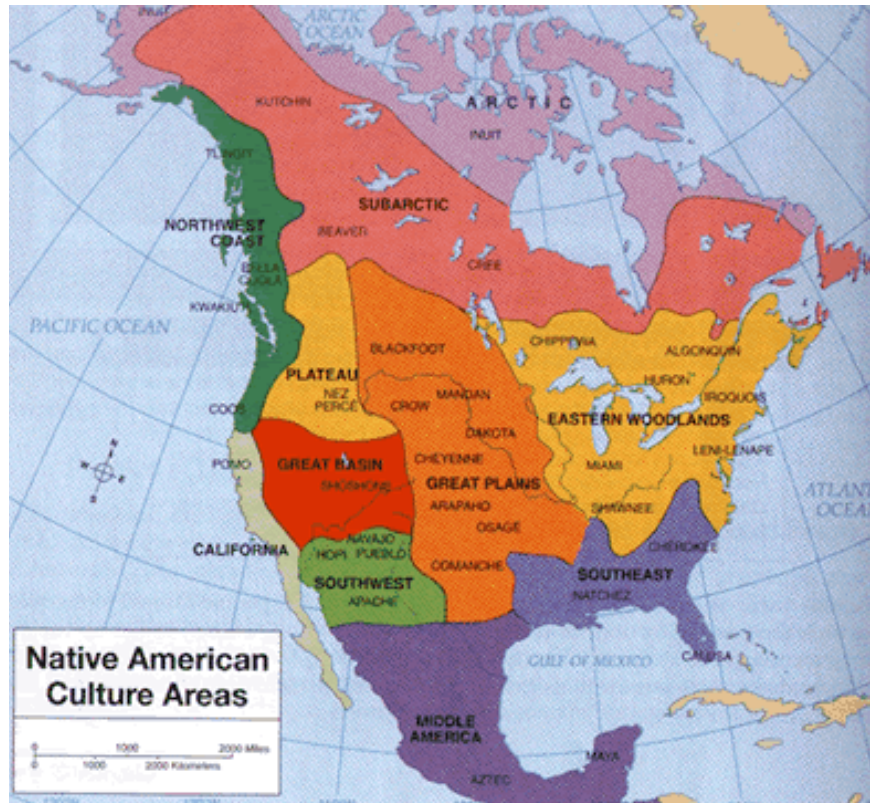 ARCTIC
OCEAN
INUIT
ARCTIC
KUTCHIN
INUIT
TLINGIT
SUBARCTIC
NORTHWEST
COAST
BEAVER
CREE
BELLA
KWAKIUTL
PACIFIC OCEAN
CHIPPEWA
BLACKFOOT
ALGONQUIN
PLATEAU
HURON
NEZ
PERCE
MANDAN
IROQUOIS
CROW
COOS
EASTERN WOODLANDS
DAKOTA
LENI-LENAPE
N
W
E
S
POMO
GREAT BASIN
CHEYENNE
MIAMI
SHOSHONE
GREAT PLAINS
ATLANTIC
OCEAN
ARAPAHO
SHAWNEE
OSAGE
NAVAJO
CALIFORNIA
HOPI
PUEBLO
CHEROKEE
COMANCHE
SOUTHEAST
SOUTHWEST
NATCHEZ
APACHE
Native American
Culture Areas
GULF OF MEXICO
CALUSA
MIDDLE
AMERICA
0 1000 2000 Miles
0 1000 2000 Kilometers
MAYA
AZTEC